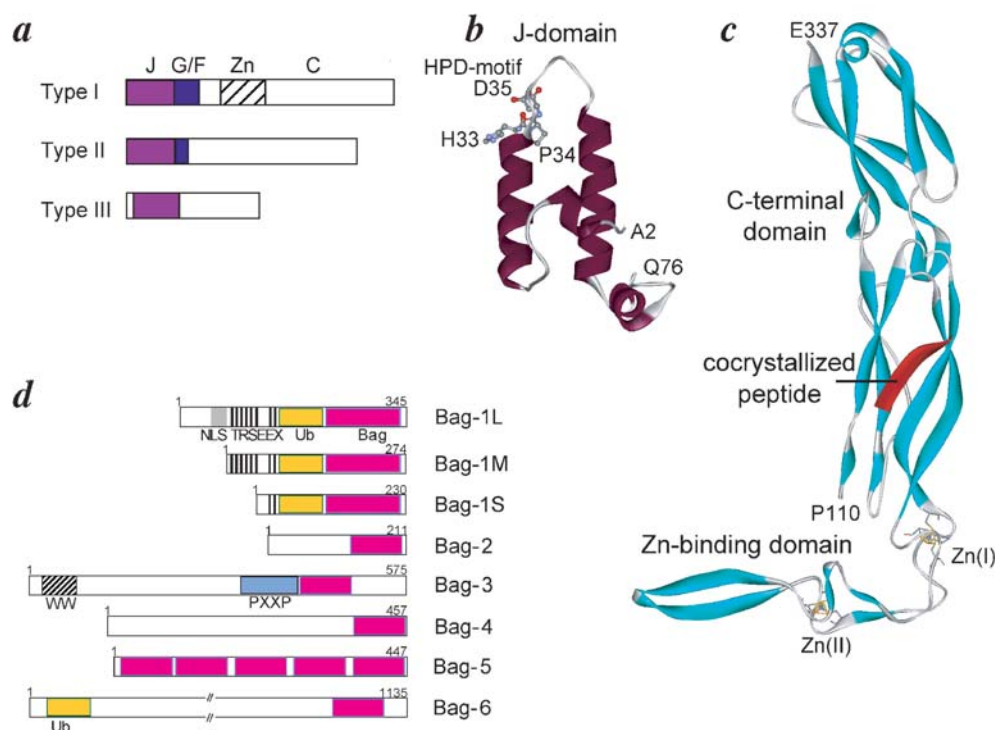 a
J G/F Zn C
Type I
Type II
Type III
b
J-domain
HPD-motif
D35
H33
P34
A2
Q76
c
E337
C-terminal
domain
cocrystallized
peptide
P110
Zn-binding domain
Zn(I)
Zn(II)
d
1 345
Bag-1L
NLS TRSEEX Ub Bag
1 274
Bag-1M
1 230
Bag-1S
1 211
Bag-2
1 575
Bag-3
WW PXXP
1 457
Bag-4
1 447
Bag-5
1 1135
//
Bag-6
Ub